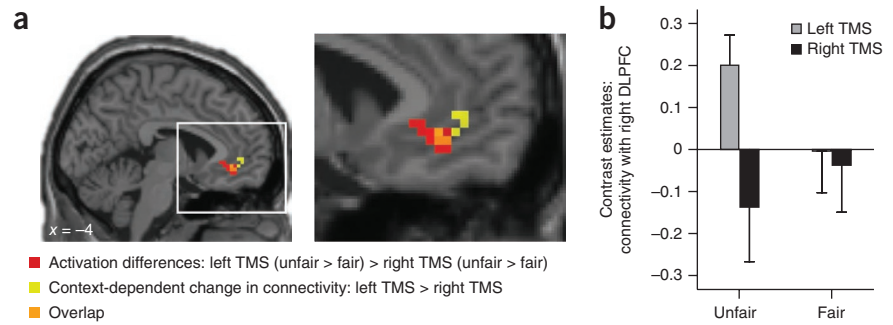 a
x = –4
Activation differences: left TMS (unfair > fair) > right TMS (unfair > fair)
Context-dependent change in connectivity: left TMS > right TMS
Overlap
b
Contrast estimates:
connectivity with right DLPFC
0.3
0.2
0.1
0
–0.1
–0.2
–0.3
Left TMS
Right TMS
Unfair
Fair